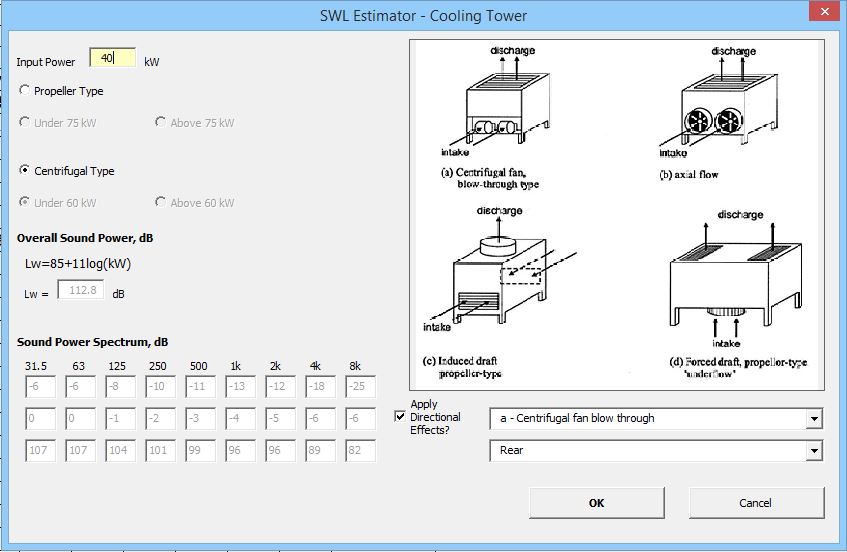 SWL Estimator - Cooling Tower
Input Power 40 kW
Propeller Type
Under 75 kW Above 75 kW
Centrifugal Type
Under 60 kW Above 60 kW
Overall Sound Power, dB
Lw=85+11log(kW)
Lw = 112.8 dB
Sound Power Spectrum, dB
31.5 63 125 250 500 1k 2k 4k 8k
-6 -6 -8 -10 -11 -13 -12 -18 -25
0 0 -1 -2 -3 -4 -5 -6 -6
107 107 104 101 99 96 96 89 82
discharge
intake
(a) Centrifugal fan,
blow-through type
discharge
intake
(b) axial flow
discharge
intake
(c) Induced draft
propeller-type
discharge
intake
(d) Forced draft, propellor-type
'underflow'
Apply
Directional
Effects?
a - Centrifugal fan blow through
Rear
OK
Cancel